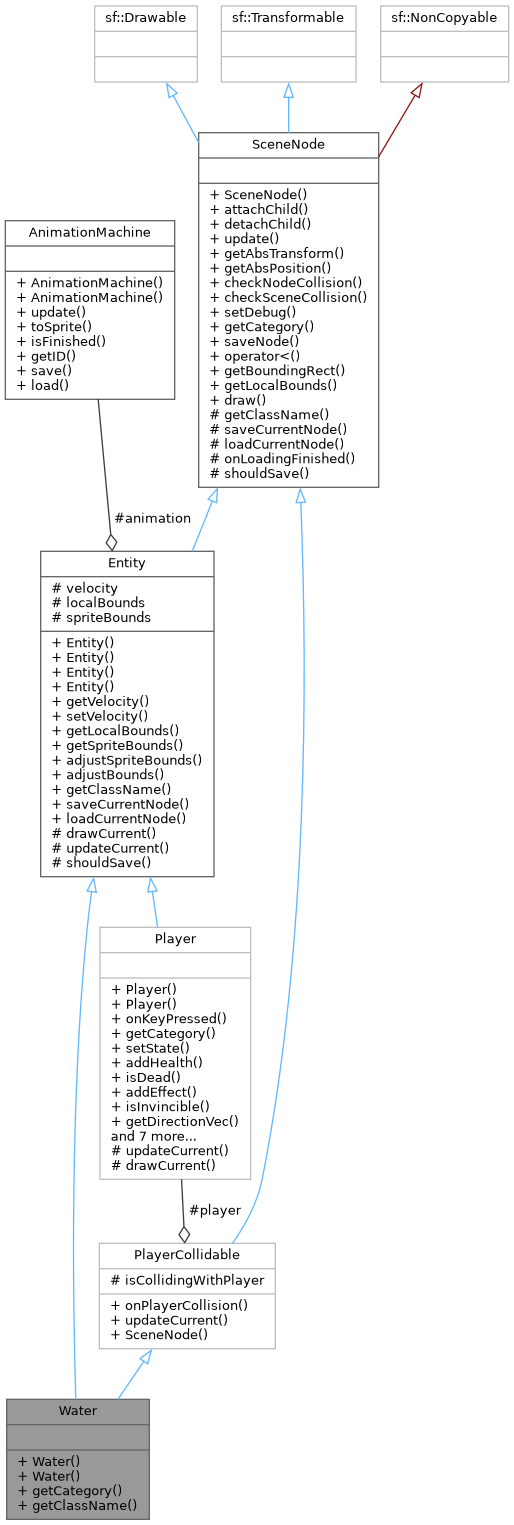 sf::Drawable
sf::Transformable
sf::NonCopyable
SceneNode
+ SceneNode()
+ attachChild()
+ detachChild()
+ update()
+ getAbsTransform()
+ getAbsPosition()
+ checkNodeCollision()
+ checkSceneCollision()
+ setDebug()
+ getCategory()
+ saveNode()
+ operator<()
+ getBoundingRect()
+ getLocalBounds()
+ draw()
# getClassName()
# saveCurrentNode()
# loadCurrentNode()
# onLoadingFinished()
# shouldSave()
AnimationMachine
+ AnimationMachine()
+ AnimationMachine()
+ update()
+ toSprite()
+ isFinished()
+ getID()
+ save()
+ load()
#animation
Entity
# velocity
# localBounds
# spriteBounds
+ Entity()
+ Entity()
+ Entity()
+ Entity()
+ getVelocity()
+ setVelocity()
+ getLocalBounds()
+ getSpriteBounds()
+ adjustSpriteBounds()
+ adjustBounds()
+ getClassName()
+ saveCurrentNode()
+ loadCurrentNode()
# drawCurrent()
# updateCurrent()
# shouldSave()
Player
+ Player()
+ Player()
+ onKeyPressed()
+ getCategory()
+ setState()
+ addHealth()
+ isDead()
+ addEffect()
+ isInvincible()
+ getDirectionVec()
and 7 more...
# updateCurrent()
# drawCurrent()
#player
PlayerCollidable
# isCollidingWithPlayer
+ onPlayerCollision()
+ updateCurrent()
+ SceneNode()
Water
+ Water()
+ Water()
+ getCategory()
+ getClassName()